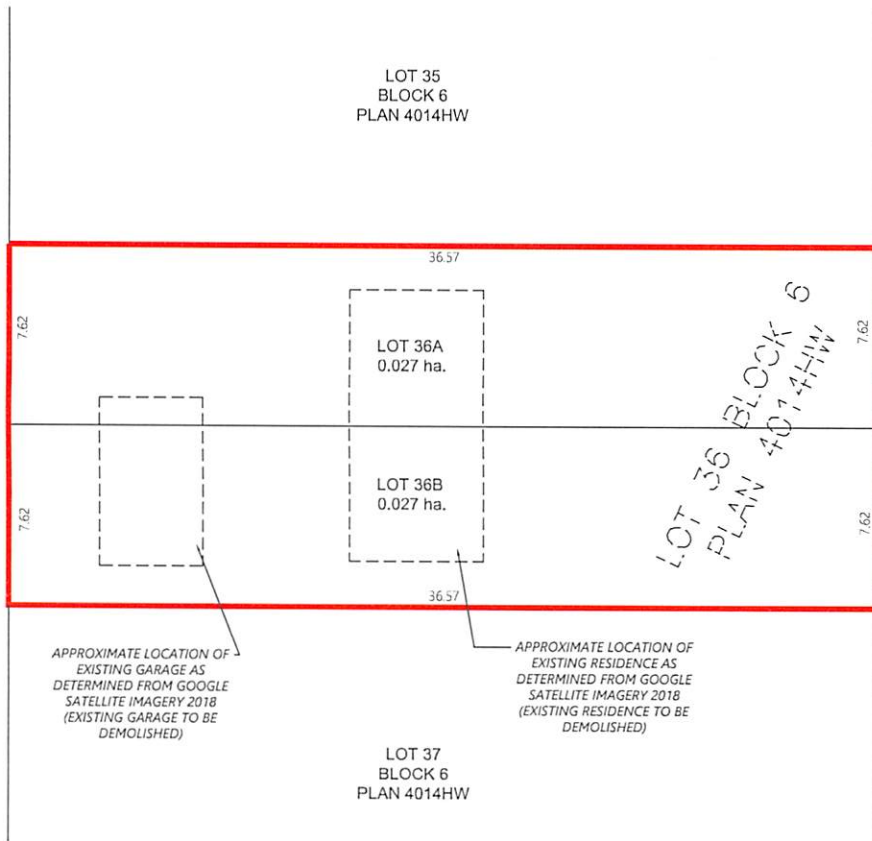 LOT 35
BLOCK 6
PLAN 4014HW
36.57
7.62
7.62
LOT 36A
0.027 ha.
LOT 36 BLOCK 6
PLAN 4014HW
LOT 36B
0.027 ha.
7.62
7.62
36.57
APPROXIMATE LOCATION OF
EXISTING GARAGE AS
DETERMINED FROM GOOGLE
SATELLITE IMAGERY 2018
(EXISTING GARAGE TO BE
DEMOLISHED)
APPROXIMATE LOCATION OF
EXISTING RESIDENCE AS
DETERMINED FROM GOOGLE
SATELLITE IMAGERY 2018
(EXISTING RESIDENCE TO BE
DEMOLISHED)
LOT 37
BLOCK 6
PLAN 4014HW